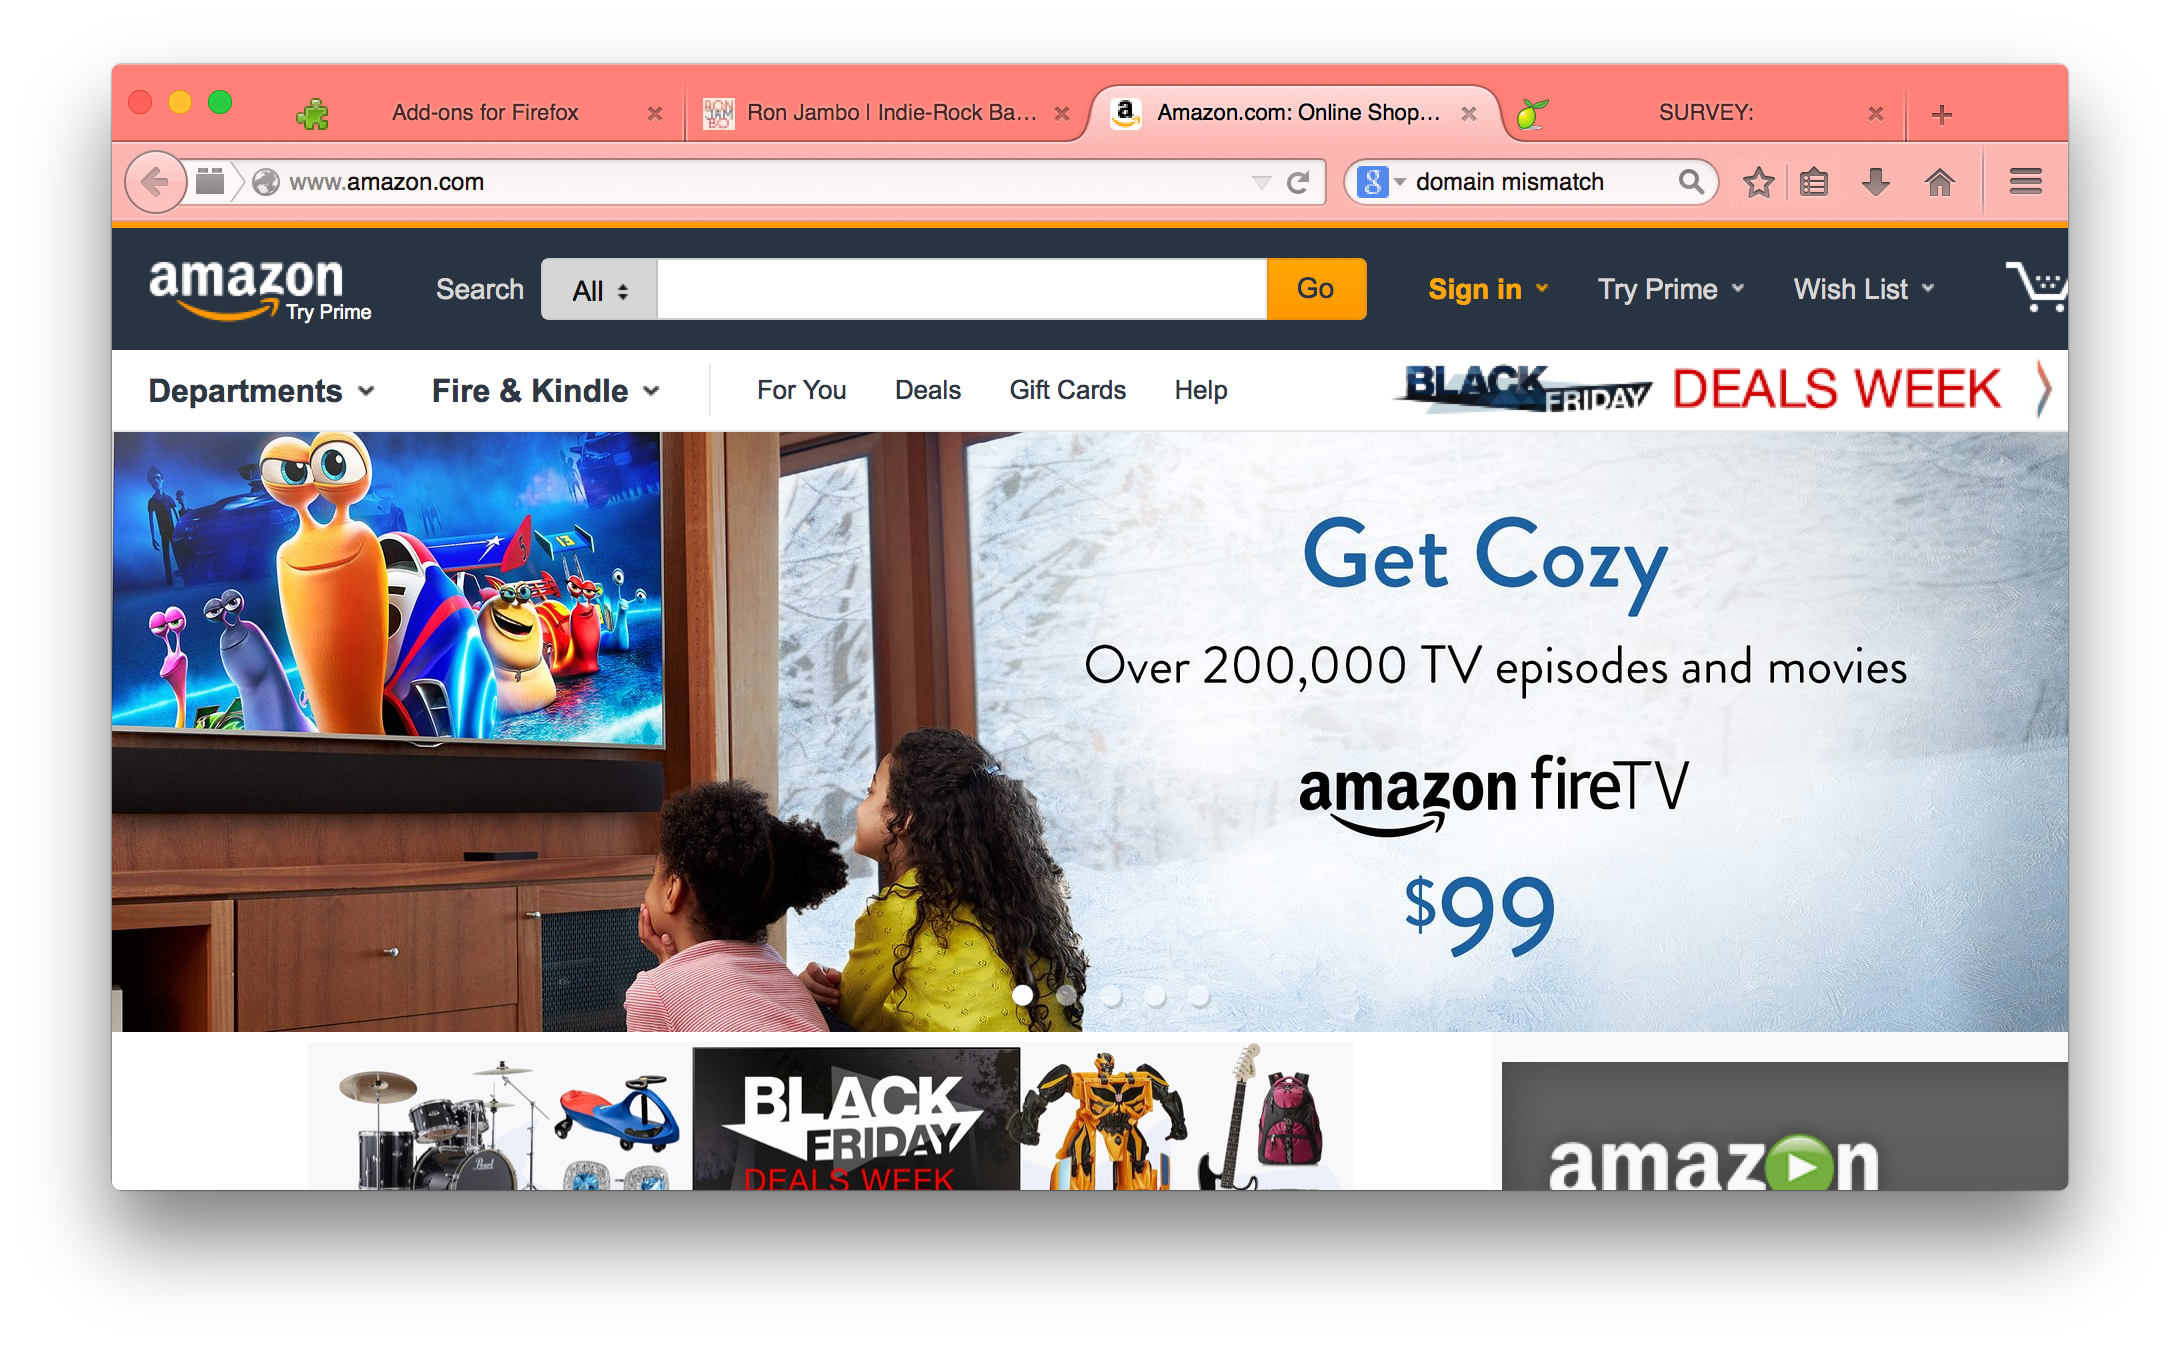 Add-ons for Firefox
Ron Jambo | Indie-Rock Ba...
Amazon.com: Online Shop...
SURVEY:
www.amazon.com
domain mismatch
amazon
Try Prime
Search
All
Go
Sign in
Try Prime
Wish List
Departments
Fire & Kindle
For You
Deals
Gift Cards
Help
BLACK FRIDAY DEALS WEEK
Get Cozy
Over 200,000 TV episodes and movies
amazon fireTV
$99
BLACK
FRIDAY
DEALS WEEK
Pearl
amazon